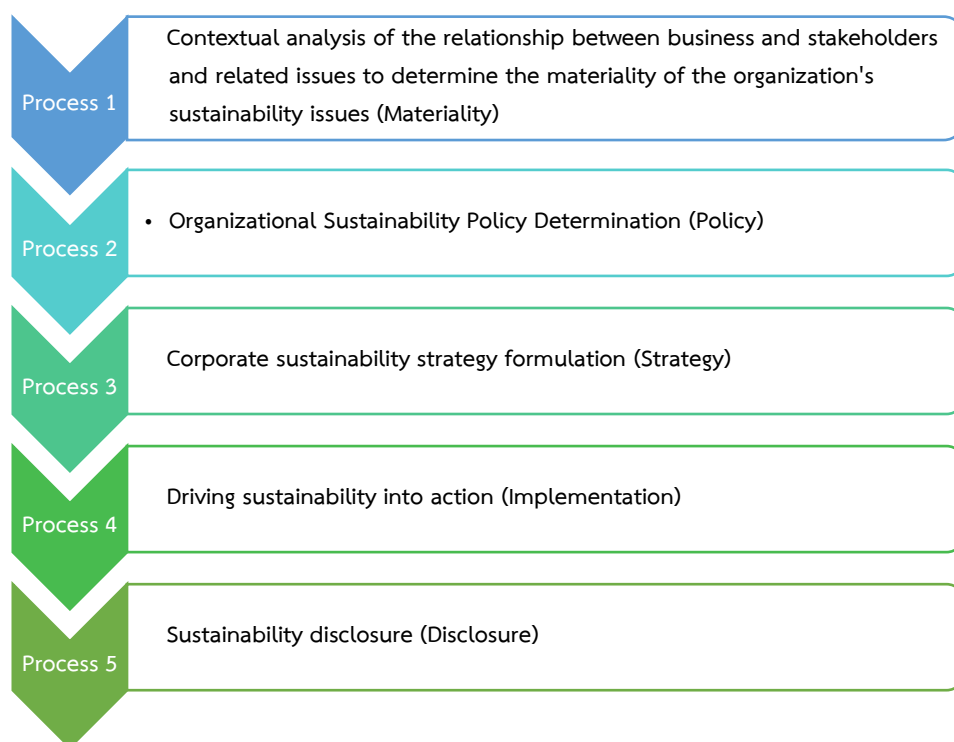 Process 1
Contextual analysis of the relationship between business and stakeholders
and related issues to determine the materiality of the organization's
sustainability issues (Materiality)
Process 2
• Organizational Sustainability Policy Determination (Policy)
Process 3
Corporate sustainability strategy formulation (Strategy)
Process 4
Driving sustainability into action (Implementation)
Process 5
Sustainability disclosure (Disclosure)